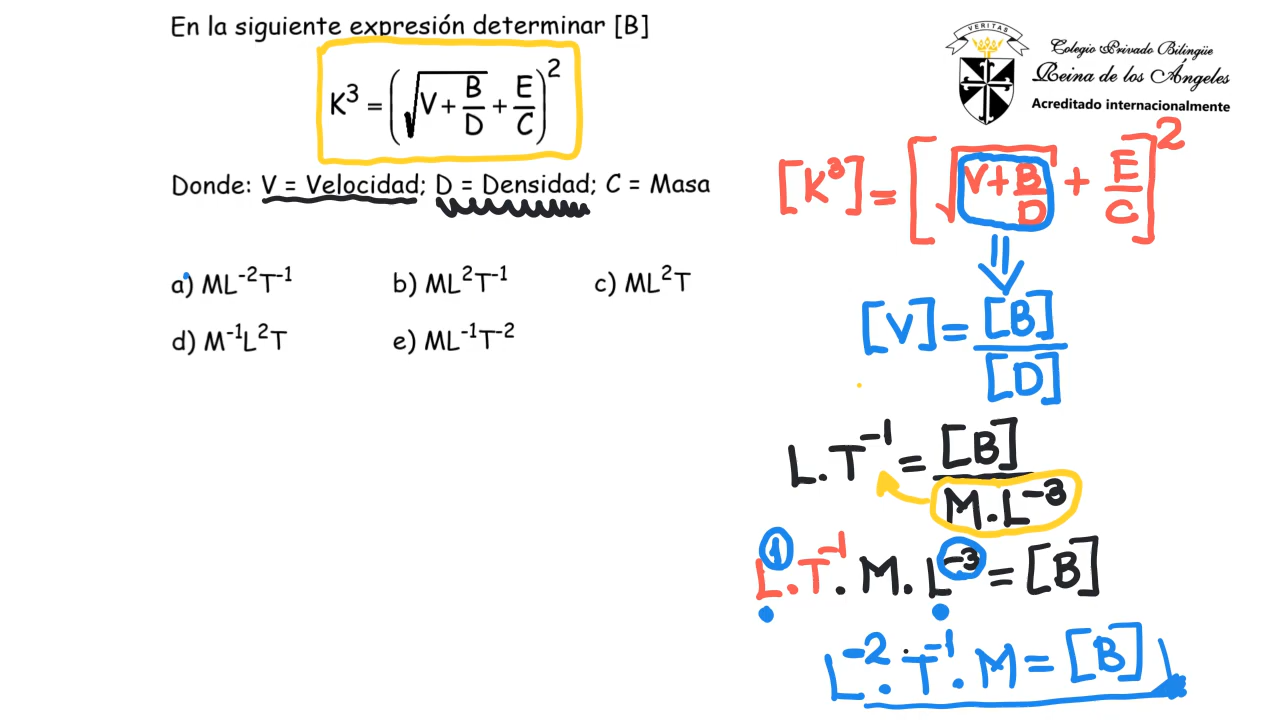 En la siguiente expresión determinar [B]
K³ = (√(V + B/D) + E/C)²
Donde: V = Velocidad; D = Densidad; C = Masa
a) ML⁻²T⁻¹ b) ML²T⁻¹ c) ML²T
d) M⁻¹L²T e) ML⁻¹T⁻²
VERITAS
Colegio Privado Bilingüe
Reina de los Ángeles
Acreditado internacionalmente
[K³] = [√(V + B/D) + E/C]²
[V] = [B]/[D]
L.T⁻¹ = [B]/M.L⁻³
L¹.T⁻¹.M.L⁻³ = [B]
L⁻².T⁻¹.M = [B]